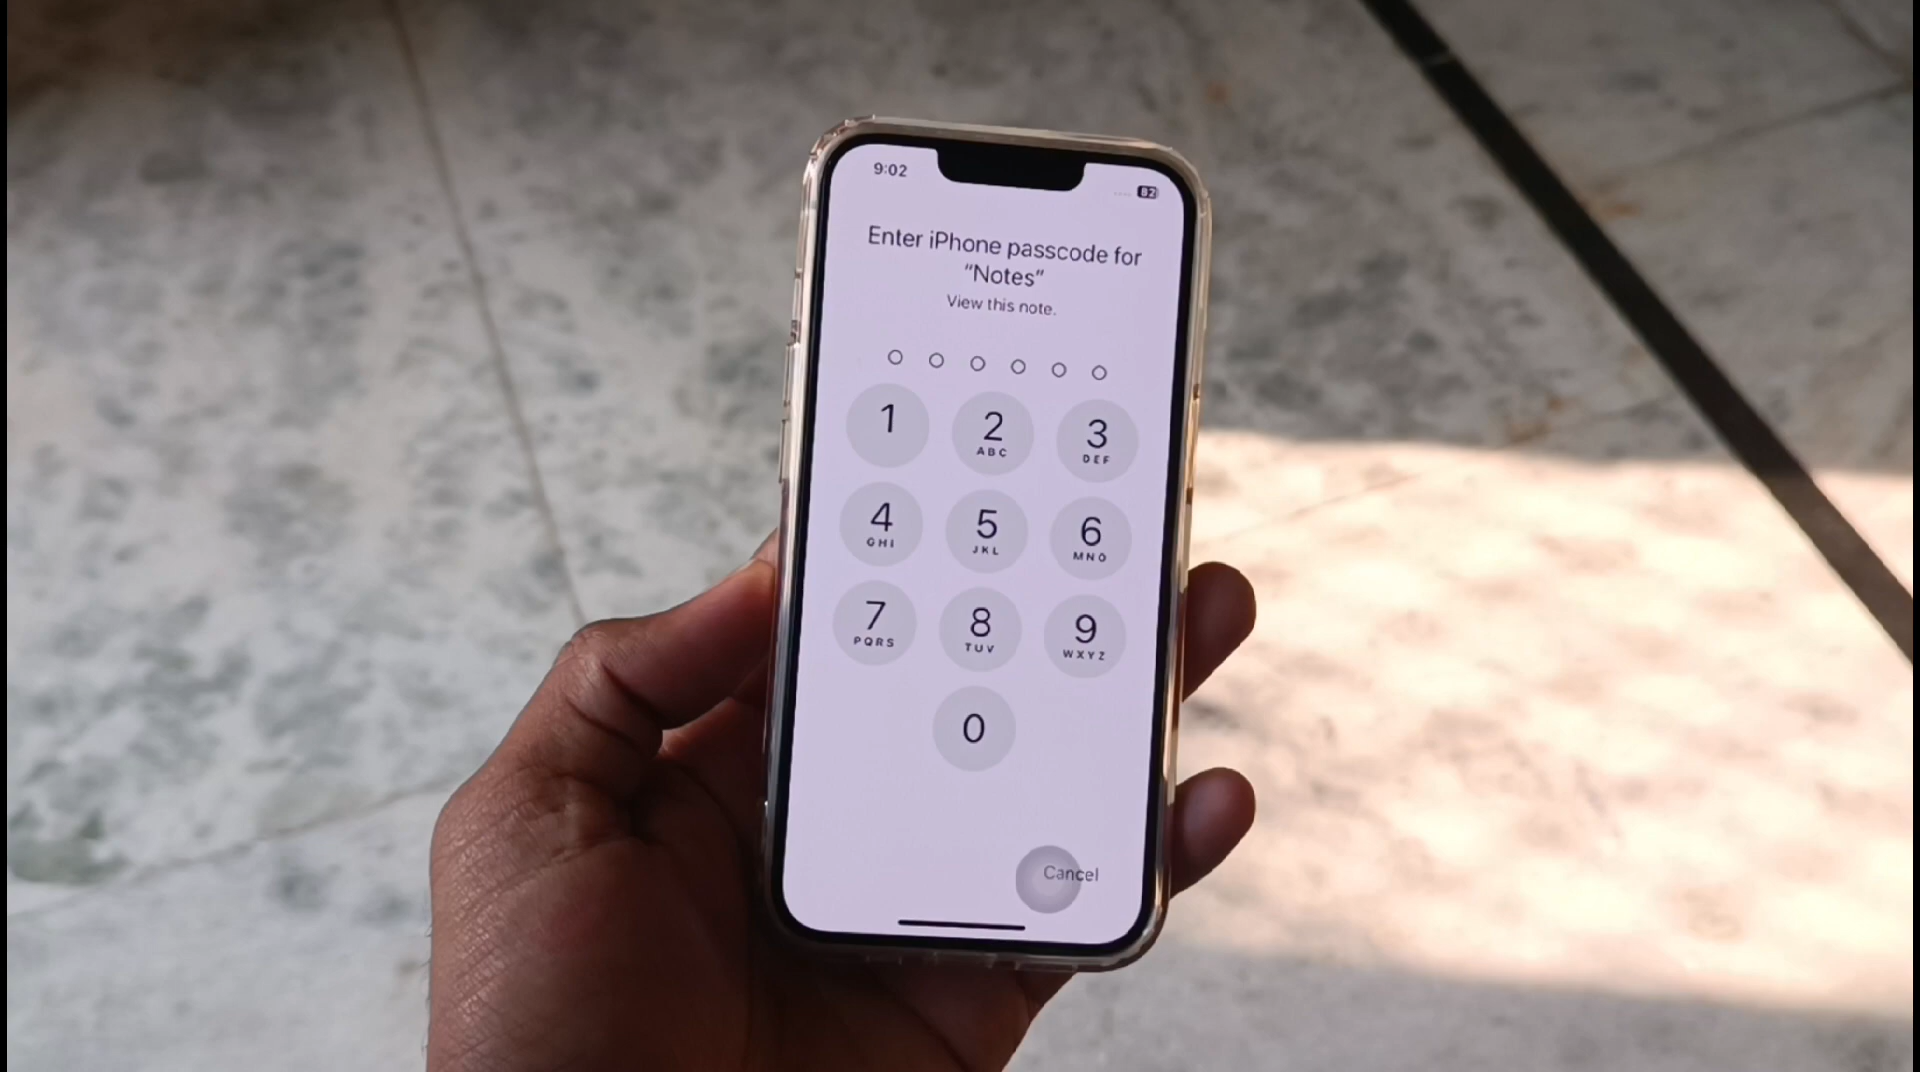 9:02
82
Enter iPhone passcode for
“Notes”
View this note.
1
2
ABC
3
DEF
4
GHI
5
JKL
6
MNO
7
PQRS
8
TUV
9
WXYZ
0
Cancel